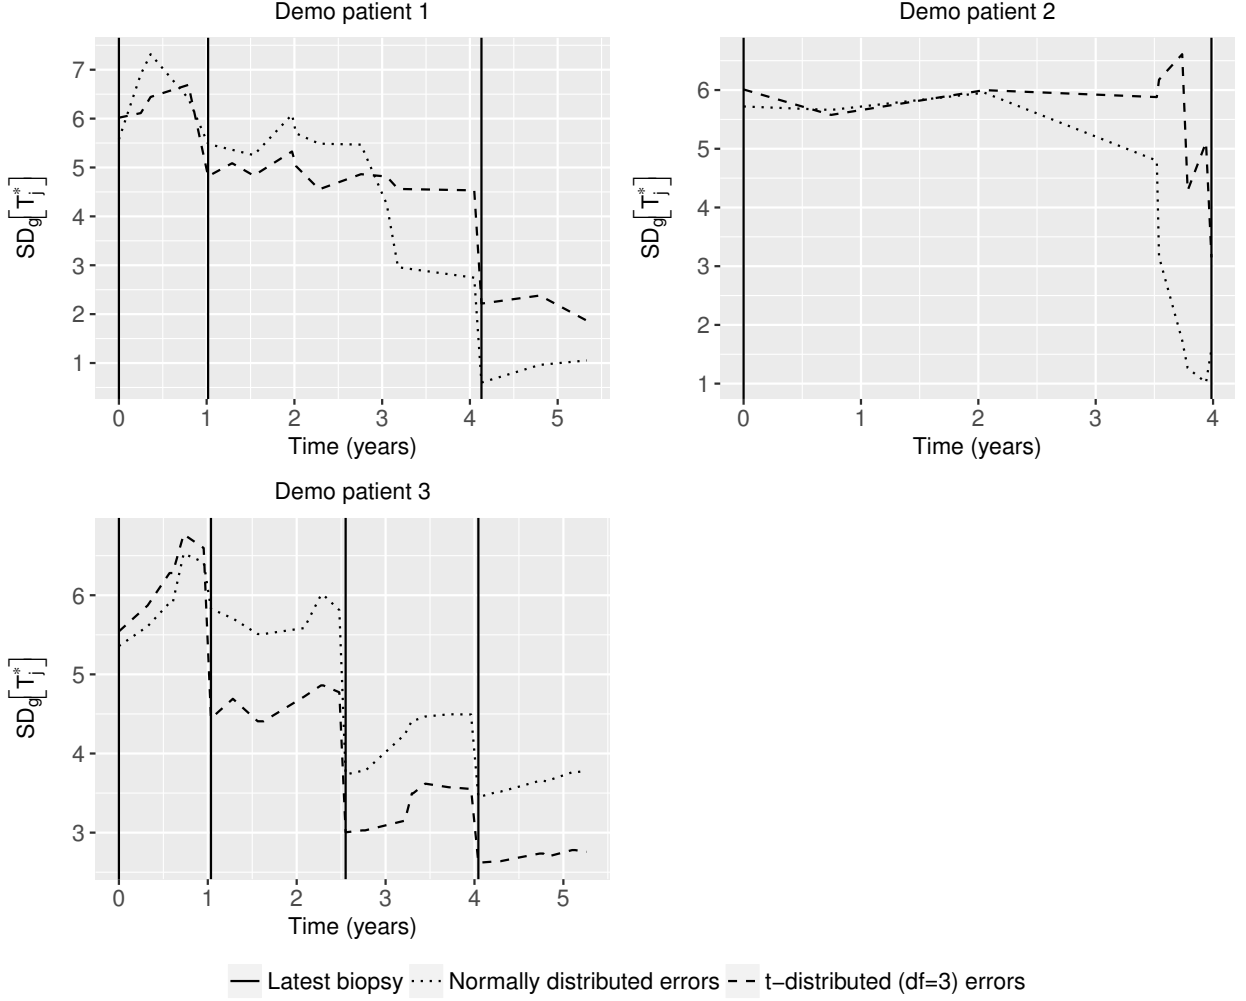 Demo patient 1
SD_g[T_j^*]
7
6
5
4
3
2
1
0 1 2 3 4 5
Time (years)
Demo patient 2
SD_g[T_j^*]
6
5
4
3
2
1
0 1 2 3 4
Time (years)
Demo patient 3
SD_g[T_j^*]
6
5
4
3
0 1 2 3 4 5
Time (years)
Latest biopsy Normally distributed errors t−distributed (df=3) errors